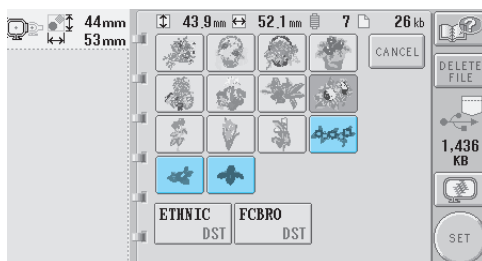 44mm
53mm
43.9mm 52.1mm 7 26kb
CANCEL
DELETE
FILE
1,436
KB
ETHNIC
DST
FCBRO
DST
SET